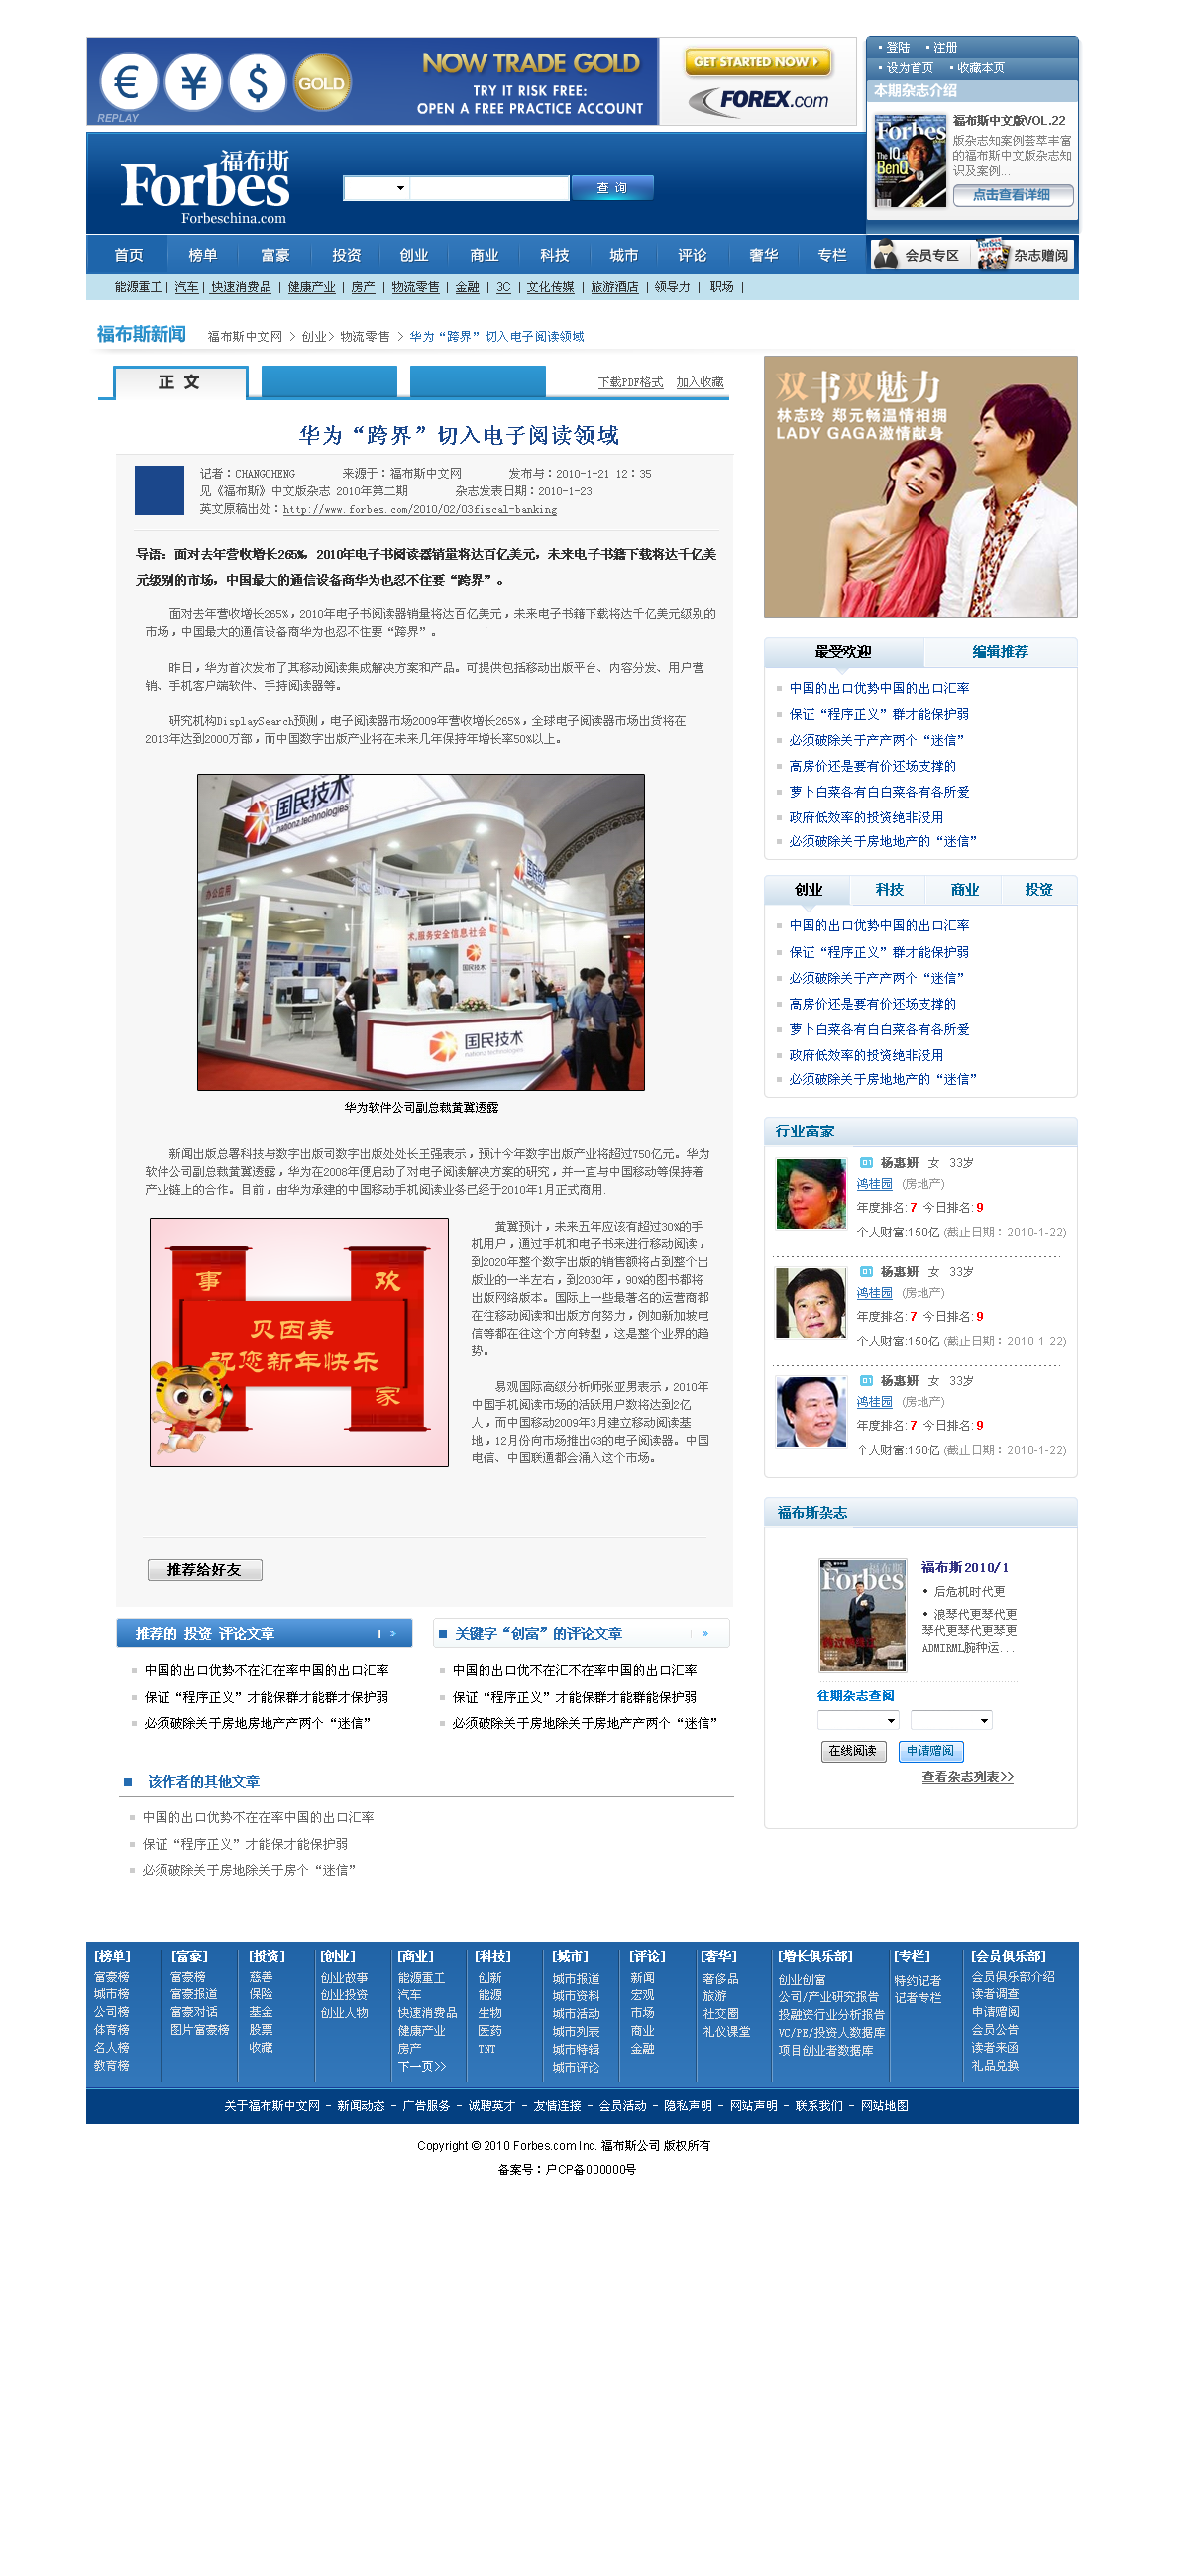 € ¥ $ GOLD
REPLAY
NOW TRADE GOLD
TRY IT RISK FREE:
OPEN A FREE PRACTICE ACCOUNT
GET STARTED NOW
FOREX.com
登陆 注册
设为首页 收藏本页
本期杂志介绍
Forbes
The IQ of BenQ
福布斯中文版VOL.22
版杂志知案例荟萃丰富
的福布斯中文版杂志知
识及案例...
点击查看详细
福布斯
Forbes
Forbeschina.com
查 询
首页 榜单 富豪 投资 创业 商业 科技 城市 评论 奢华 专栏
会员专区 杂志赠阅
能源重工 | 汽车 | 快速消费品 | 健康产业 | 房产 | 物流零售 | 金融 | 3C | 文化传媒 | 旅游酒店 | 领导力 | 职场 |
福布斯新闻 福布斯中文网 > 创业> 物流零售 > 华为“跨界”切入电子阅读领域
正 文
下载PDF格式 加入收藏
华为“跨界”切入电子阅读领域
记者：CHANGCHENG 来源于：福布斯中文网 发布与：2010-1-21 12：35
见《福布斯》中文版杂志 2010年第二期 杂志发表日期：2010-1-23
英文原稿出处：http://www.forbes.com/2010/02/03fiscal-banking
导语：面对去年营收增长265%，2010年电子书阅读器销量将达百亿美元，未来电子书籍下载将达千亿美
元级别的市场，中国最大的通信设备商华为也忍不住要“跨界”。
面对去年营收增长265%，2010年电子书阅读器销量将达百亿美元，未来电子书籍下载将达千亿美元级别的
市场，中国最大的通信设备商华为也忍不住要“跨界”。
昨日，华为首次发布了其移动阅读集成解决方案和产品。可提供包括移动出版平台、内容分发、用户营
销、手机客户端软件、手持阅读器等。
研究机构DisplaySearch预测，电子阅读器市场2009年营收增长265%，全球电子阅读器市场出货将在
2013年达到2000万部，而中国数字出版产业将在未来几年保持年增长率50%以上。
国民技术
nationz technologies
办公应用
术,服务安全信息社会
国民技术
国民技术
nationz technologies
华为软件公司副总裁黄冀透露
新闻出版总署科技与数字出版司数字出版处处长王强表示，预计今年数字出版产业将超过750亿元。华为
软件公司副总裁黄冀透露，华为在2008年便启动了对电子阅读解决方案的研究，并一直与中国移动等保持着
产业链上的合作。目前，由华为承建的中国移动手机阅读业务已经于2010年1月正式商用.
事 欢
贝因美
祝您新年快乐
家
黄冀预计，未来五年应该有超过30%的手
机用户，通过手机和电子书来进行移动阅读，
到2020年整个数字出版的销售额将占到整个出
版业的一半左右，到2030年，90%的图书都将
出版网络版本。国际上一些最著名的运营商都
在往移动阅读和出版方向努力，例如新加坡电
信等都在往这个方向转型，这是整个业界的趋
势。
易观国际高级分析师张亚男表示，2010年
中国手机阅读市场的活跃用户数将达到2亿
人，而中国移动2009年3月建立移动阅读基
地，12月份向市场推出G3的电子阅读器。中国
电信、中国联通都会涌入这个市场。
推荐给好友
推荐的 投资 评论文章
中国的出口优势不在汇在率中国的出口汇率
保证“程序正义”才能保群才能群才保护弱
必须破除关于房地房地产产两个“迷信”
关键字“创富”的评论文章
中国的出口优不在汇不在率中国的出口汇率
保证“程序正义”才能保群才能群能保护弱
必须破除关于房地除关于房地产产两个“迷信”
该作者的其他文章
中国的出口优势不在在率中国的出口汇率
保证“程序正义”才能保才能保护弱
必须破除关于房地除关于房个“迷信”
双书双魅力
林志玲 郑元畅温情相拥
LADY GAGA激情献身
最受欢迎 编辑推荐
中国的出口优势中国的出口汇率
保证“程序正义”群才能保护弱
必须破除关于产产两个“迷信”
高房价还是要有价还场支撑的
萝卜白菜各有白白菜各有各所爱
政府低效率的投资绝非没用
必须破除关于房地地产的“迷信”
创业 科技 商业 投资
中国的出口优势中国的出口汇率
保证“程序正义”群才能保护弱
必须破除关于产产两个“迷信”
高房价还是要有价还场支撑的
萝卜白菜各有白白菜各有各所爱
政府低效率的投资绝非没用
必须破除关于房地地产的“迷信”
行业富豪
01 杨惠妍 女 33岁
鸿桂园 (房地产)
年度排名:7 今日排名:9
个人财富:150亿 (截止日期：2010-1-22)
01 杨惠妍 女 33岁
鸿桂园 (房地产)
年度排名:7 今日排名:9
个人财富:150亿 (截止日期：2010-1-22)
01 杨惠妍 女 33岁
鸿桂园 (房地产)
年度排名:7 今日排名:9
个人财富:150亿 (截止日期：2010-1-22)
福布斯杂志
福布斯
Forbes
福布斯2010/1
后危机时代更
浪琴代更琴代更
琴代更琴代更琴更
ADMIRML腕种运...
往期杂志查阅
在线阅读 申请赠阅
查看杂志列表>>
[榜单]
富豪榜
城市榜
公司榜
体育榜
名人榜
教育榜
[富豪]
富豪榜
富豪报道
富豪对话
图片富豪榜
[投资]
慈善
保险
基金
股票
收藏
[创业]
创业故事
创业投资
创业人物
[商业]
能源重工
汽车
快速消费品
健康产业
房产
下一页>>
[科技]
创新
能源
生物
医药
TNT
[城市]
城市报道
城市资料
城市活动
城市列表
城市特辑
城市评论
[评论]
新闻
宏观
市场
商业
金融
[奢华]
奢侈品
旅游
社交圈
礼仪课堂
[增长俱乐部]
创业创富
公司/产业研究报告
投融资行业分析报告
VC/PE/投资人数据库
项目创业者数据库
[专栏]
特约记者
记者专栏
[会员俱乐部]
会员俱乐部介绍
读者调查
申请赠阅
会员公告
读者来函
礼品兑换
关于福布斯中文网 - 新闻动态 - 广告服务 - 诚聘英才 - 友情连接 - 会员活动 - 隐私声明 - 网站声明 - 联系我们 - 网站地图
Copyright © 2010 Forbes.com Inc. 福布斯公司 版权所有
备案号：户CP备000000号